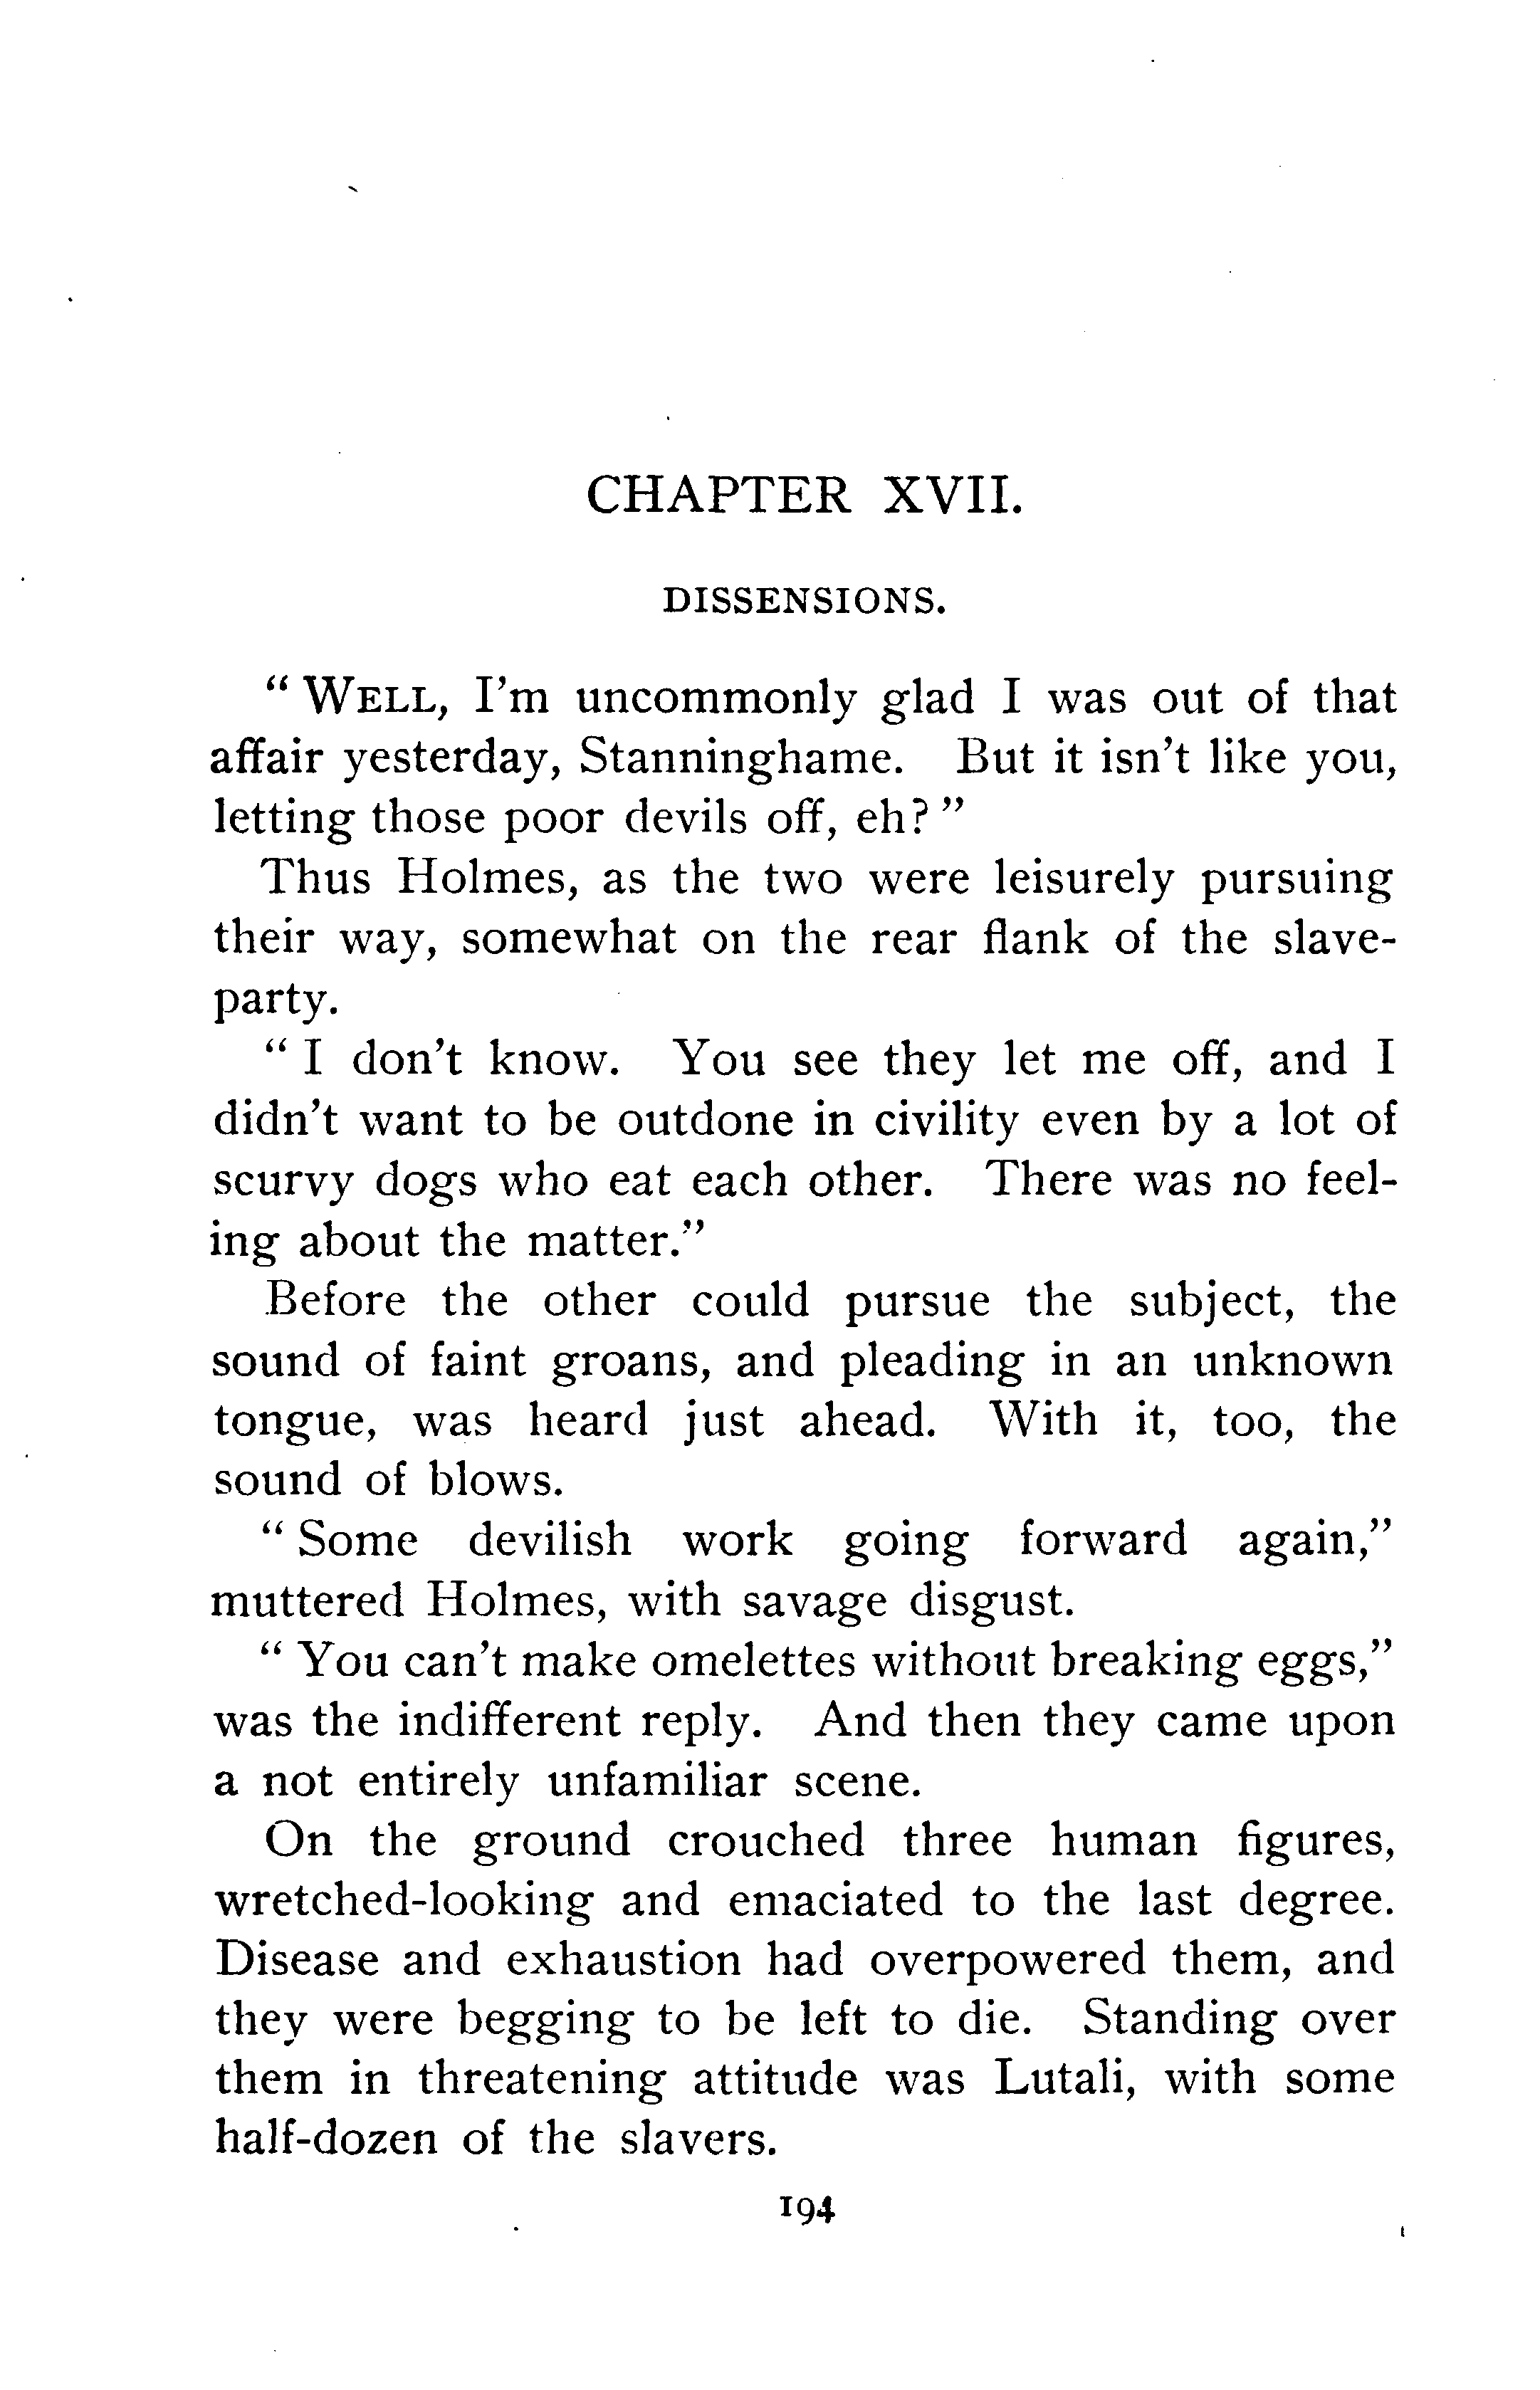 CHAPTER XVII.
DISSENSIONS.
“ WELL, I’m uncommonly glad I was out of that
affair yesterday, Stanninghame. But it isn’t like you,
letting those poor devils off, eh? ”
Thus Holmes, as the two were leisurely pursuing
their way, somewhat on the rear flank of the slave-
party.
“ I don’t know. You see they let me off, and I
didn’t want to be outdone in civility even by a lot of
scurvy dogs who eat each other. There was no feel-
ing about the matter.”
Before the other could pursue the subject, the
sound of faint groans, and pleading in an unknown
tongue, was heard just ahead. With it, too, the
sound of blows.
“ Some devilish work going forward again,”
muttered Holmes, with savage disgust.
“ You can’t make omelettes without breaking eggs,”
was the indifferent reply. And then they came upon
a not entirely unfamiliar scene.
On the ground crouched three human figures,
wretched-looking and emaciated to the last degree.
Disease and exhaustion had overpowered them, and
they were begging to be left to die. Standing over
them in threatening attitude was Lutali, with some
half-dozen of the slavers.
194